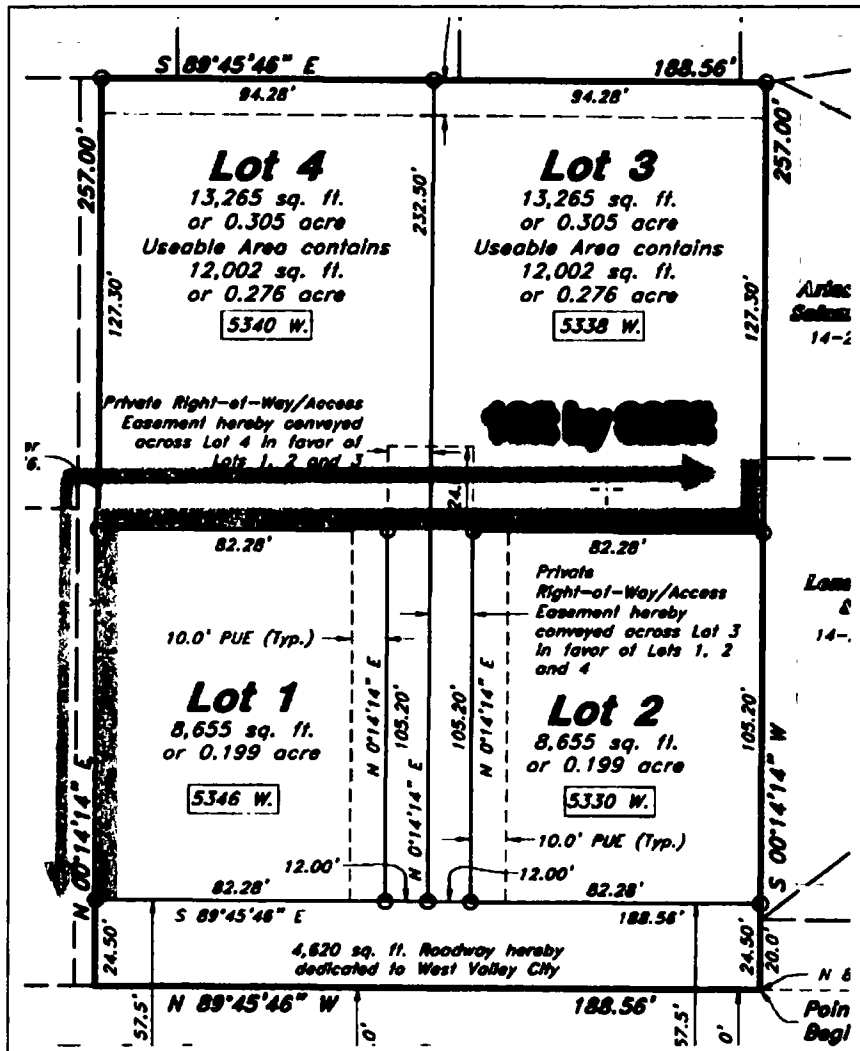 S 89°45'46" E
188.56'
94.28'
94.28'
257.00'
257.00'
Lot 4
13,265 sq. ft.
or 0.305 acre
Useable Area contains
12,002 sq. ft.
or 0.276 acre
5340 W.
232.50'
Lot 3
13,265 sq. ft.
or 0.305 acre
Useable Area contains
12,002 sq. ft.
or 0.276 acre
5338 W.
127.30'
127.30'
14-2
Private Right-of-Way/Access
Easement hereby conveyed
across Lot 4 in favor of
Lots 1, 2 and 3
by
24.
82.28'
82.28'
Private
Right-of-Way/Access
Easement hereby
conveyed across Lot 3
in favor of Lots 1, 2
and 4
&
14-
10.0' PUE (Typ.)
N 0°14'14" E
105.20'
N 0°14'14" E
105.20'
N 0°14'14" E
105.20'
Lot 1
8,655 sq. ft.
or 0.199 acre
5346 W.
Lot 2
8,655 sq. ft.
or 0.199 acre
5330 W.
N 00°14'14" E
S 00°14'14" W
10.0' PUE (Typ.)
12.00'
12.00'
82.28'
82.28'
S 89°45'46" E
188.56'
24.50'
4,620 sq. ft. Roadway hereby
dedicated to West Valley City
24.50'
20.0'
N 89°45'46" W
188.56'
57.5'
.0'
57.5'
0'
N 8
Poin
Begi